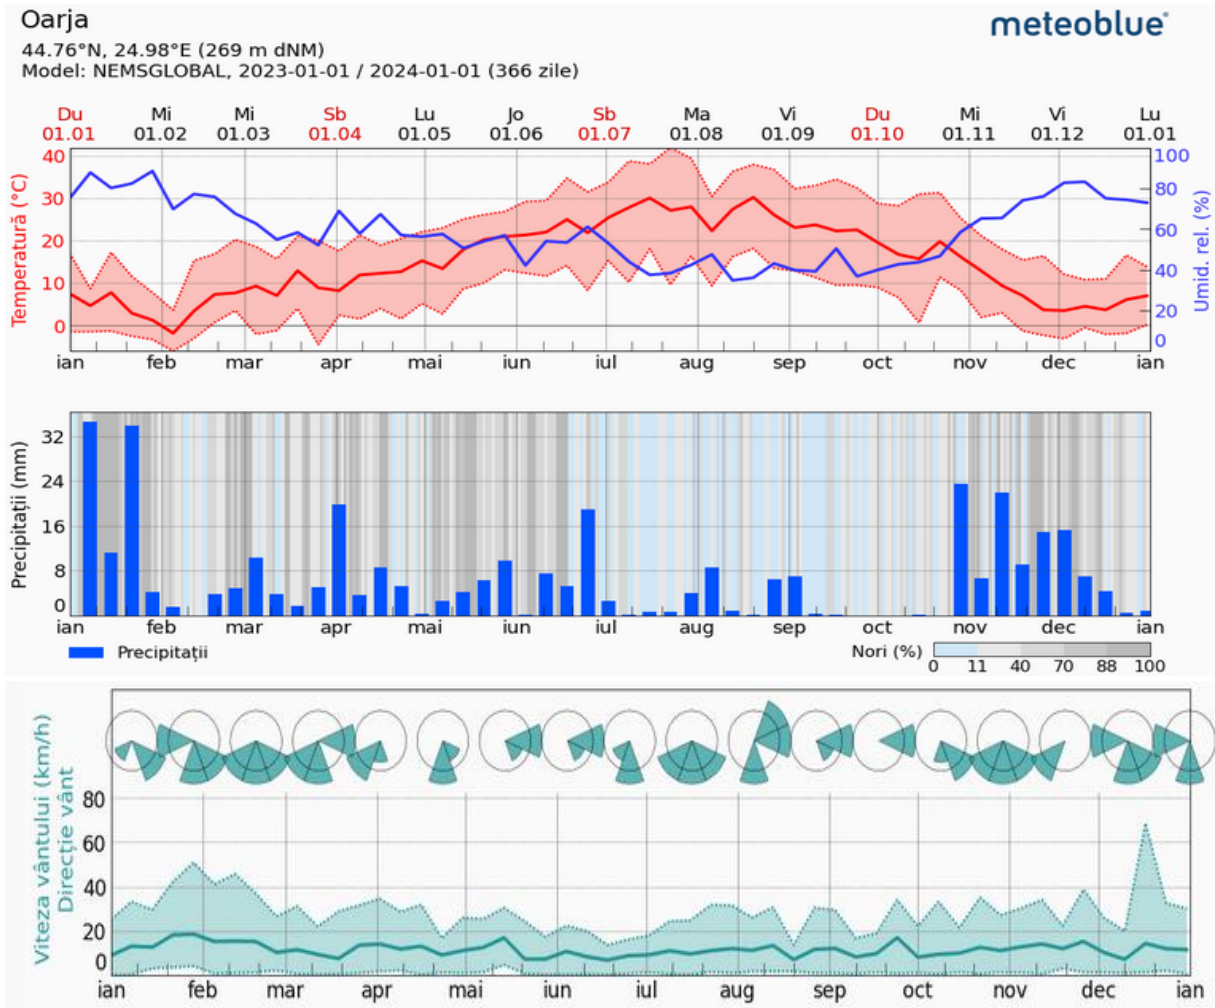 Oarja
meteoblue
44.76°N, 24.98°E (269 m dNM)
Model: NEMSGLOBAL, 2023-01-01 / 2024-01-01 (366 zile)
Du Mi Mi Sb Lu Jo Sb Ma Vi Du Mi Vi Lu
01.01 01.02 01.03 01.04 01.05 01.06 01.07 01.08 01.09 01.10 01.11 01.12 01.01
Temperatură (°C)
40
30
20
10
0
100
80
60
40
20
0
Umid. rel. (%)
ian feb mar apr mai iun iul aug sep oct nov dec ian
Precipitații (mm)
32
24
16
8
0
ian feb mar apr mai iun iul aug sep oct nov dec ian
Precipitații
Nori (%)
0 11 40 70 88 100
Viteza vântului (km/h)
Direcție vânt
80
60
40
20
0
ian feb mar apr mai iun iul aug sep oct nov dec ian